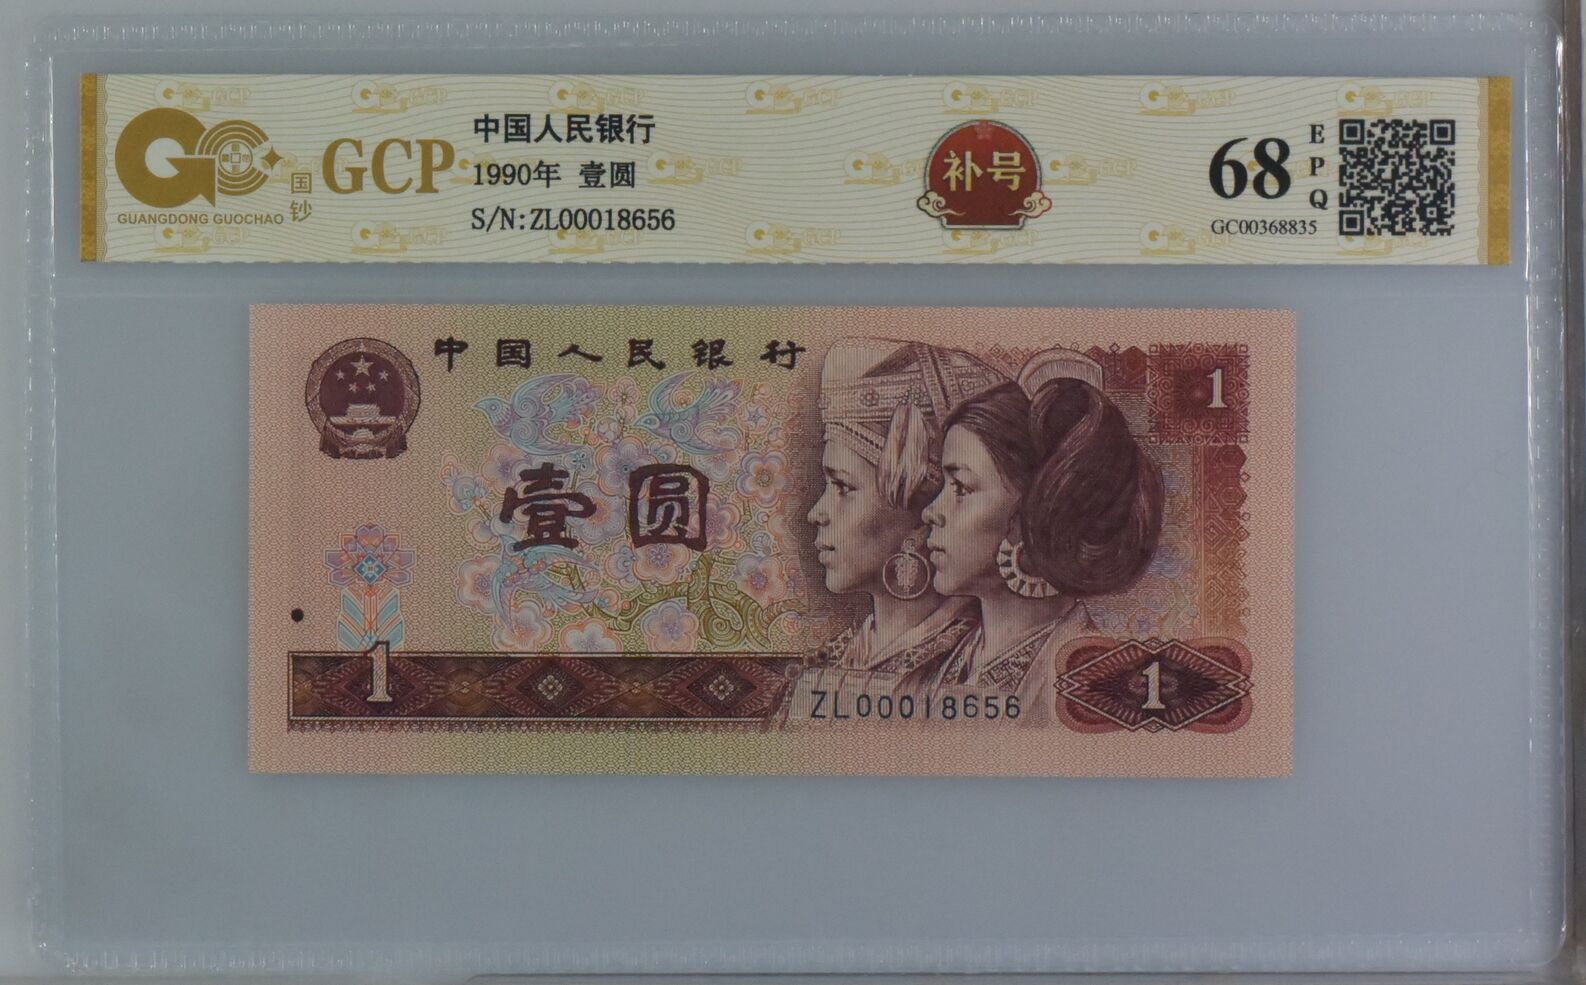 GUANGDONG GUOCHAO
国钞
GCP
中国人民银行
1990年 壹圆
S/N:ZL00018656
补号
68
EPQ
GC00368835
中国人民银行
1
壹圆
1
ZL00018656
1